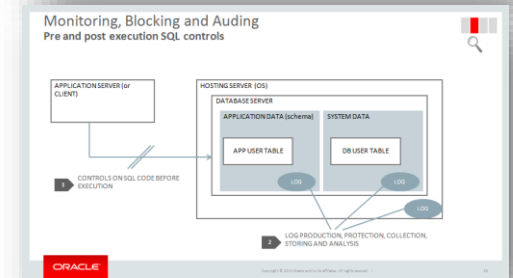 Monitoring, Blocking and Auding
Pre and post execution SQL controls
APPLICATION SERVER (or
CLIENT)
HOSTING SERVER (OS)
DATABASE SERVER
APPLICATION DATA (schema)
SYSTEM DATA
APP USER TABLE
DB USER TABLE
LOG
LOG
LOG
1
CONTROLS ON SQL CODE BEFORE
EXECUTION
2
LOG PRODUCTION, PROTECTION, COLLECTION,
STORING AND ANALYSIS
ORACLE